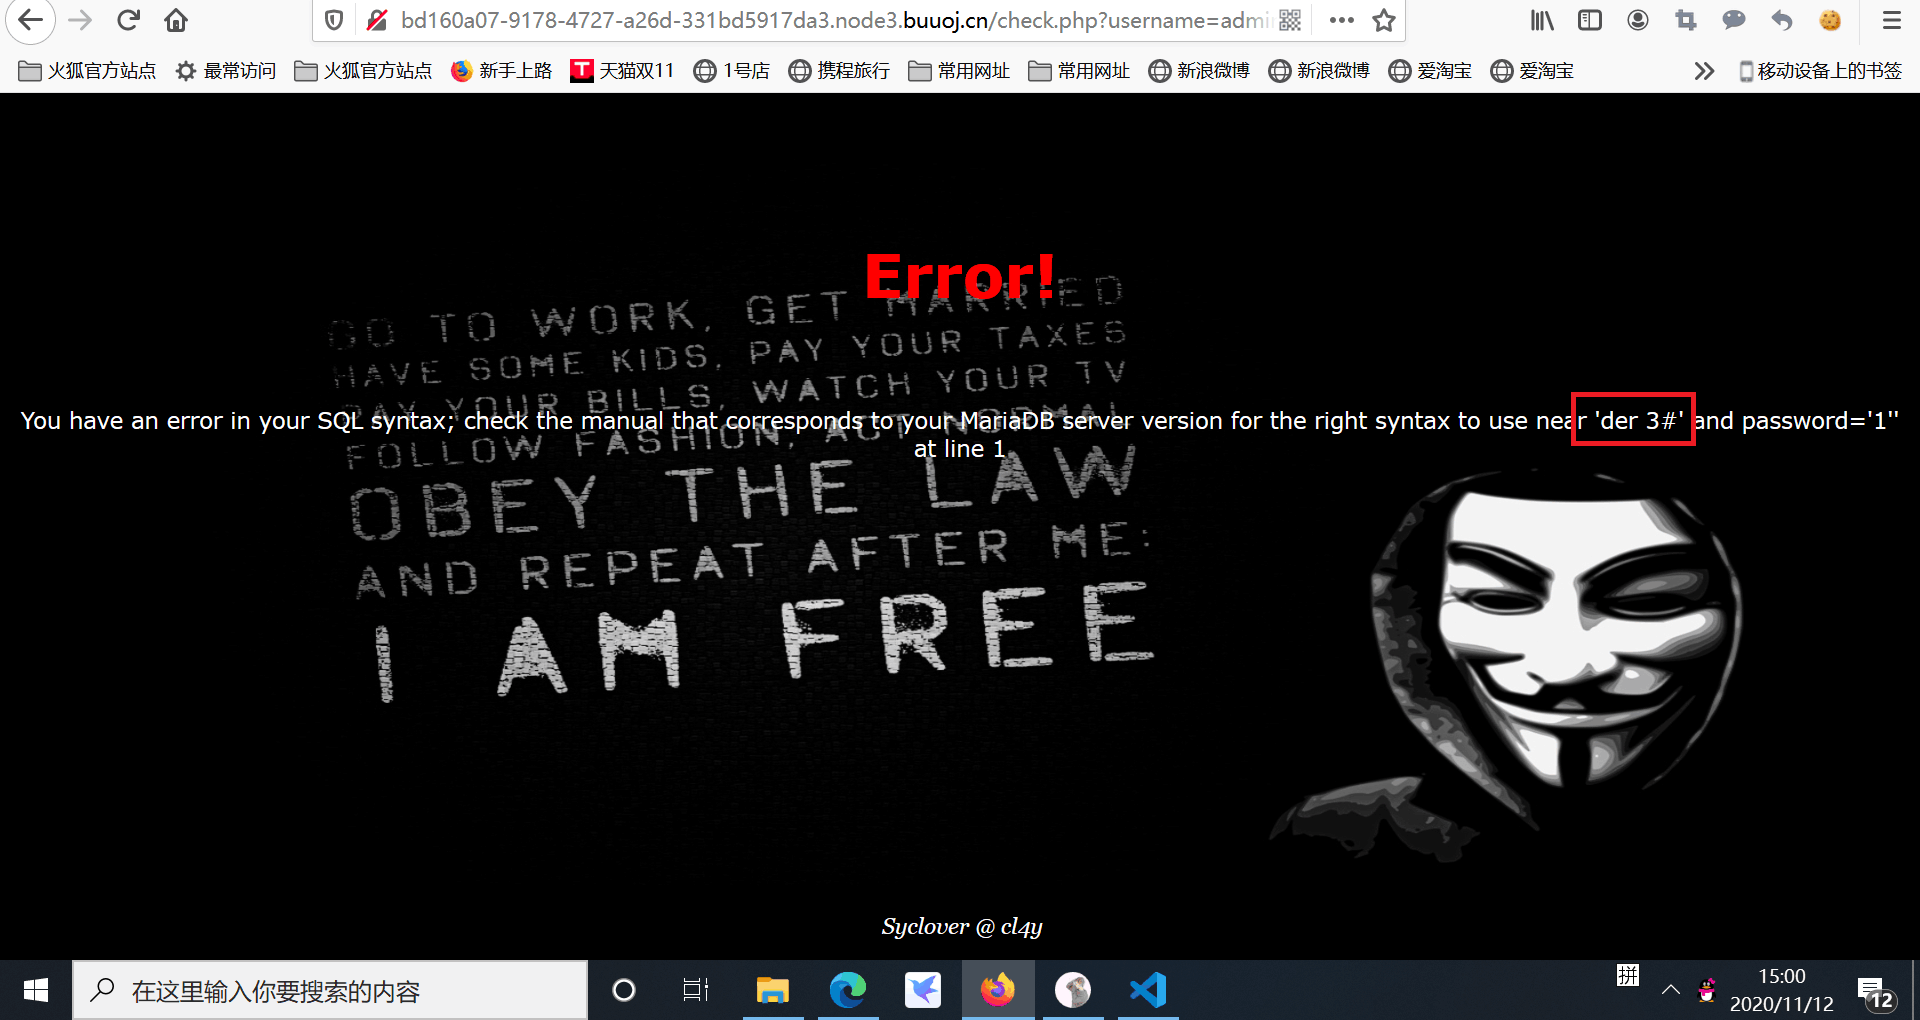 bd160a07-9178-4727-a26d-331bd5917da3.node3.buuoj.cn/check.php?username=admi
火狐官方站点 最常访问 火狐官方站点 新手上路 T 天猫双11 1号店 携程旅行 常用网址 常用网址 新浪微博 新浪微博 爱淘宝 爱淘宝 移动设备上的书签
Error!
GO TO WORK, GET MARRIED
HAVE SOME KIDS, PAY YOUR TAXES
PAY YOUR BILLS, WATCH YOUR TV
You have an error in your SQL syntax; check the manual that corresponds to your MariaDB server version for the right syntax to use near 'der 3#' and password='1''
at line 1
FOLLOW FASHION, ACT NORMAL
OBEY THE LAW
AND REPEAT AFTER ME:
I AM FREE
Syclover @ cl4y
在这里输入你要搜索的内容
拼
15:00
2020/11/12
12